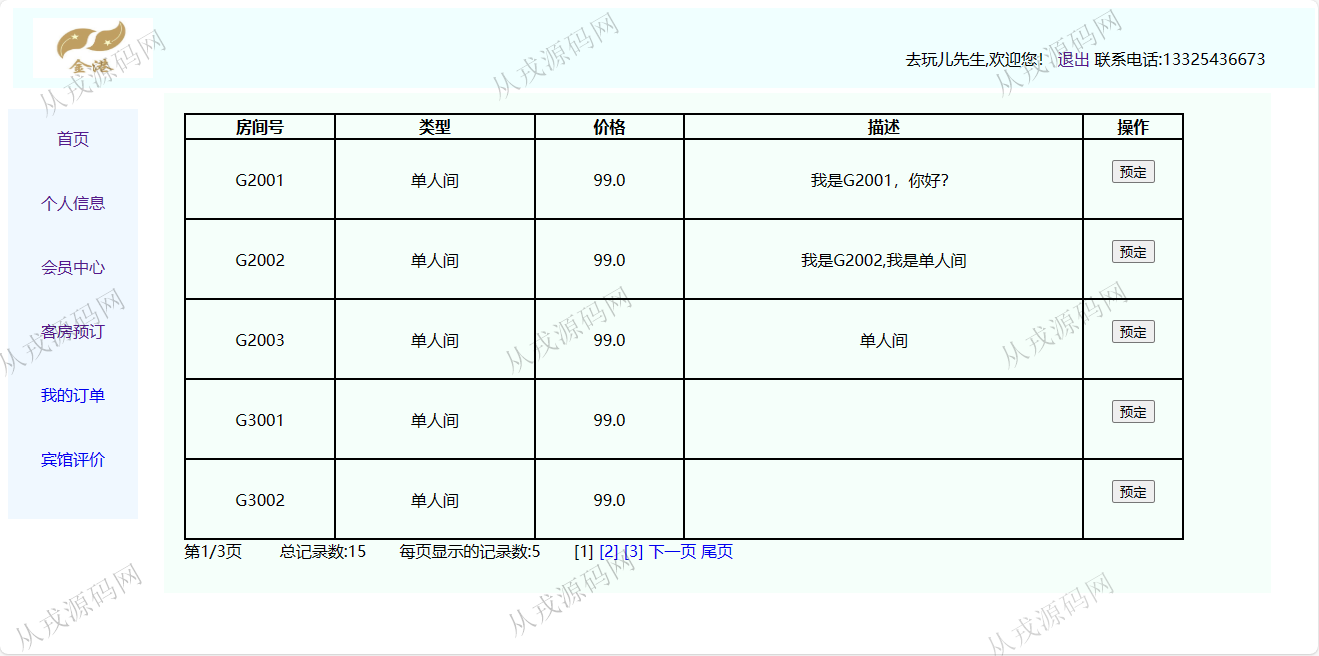 金港
去玩儿先生,欢迎您! 退出 联系电话:13325436673
首页
个人信息
会员中心
客房预订
我的订单
宾馆评价
房间号 类型 价格 描述 操作
G2001 单人间 99.0 我是G2001，你好? 预定
G2002 单人间 99.0 我是G2002,我是单人间 预定
G2003 单人间 99.0 单人间 预定
G3001 单人间 99.0 预定
G3002 单人间 99.0 预定
第1/3页 总记录数:15 每页显示的记录数:5 [1] [2] [3] 下一页 尾页
从戎源码网
从戎源码网
从戎源码网
从戎源码网
从戎源码网
从戎源码网
从戎源码网
从戎源码网
从戎源码网